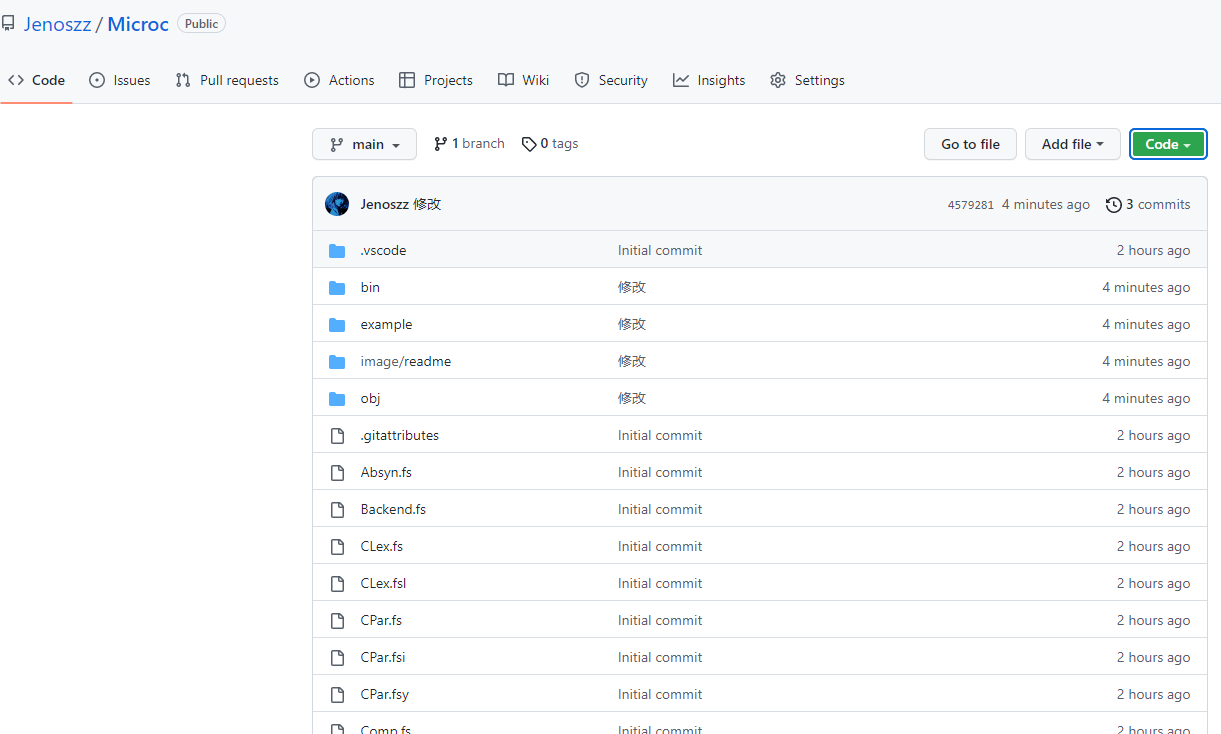 Jenoszz / Microc Public
Code Issues Pull requests Actions Projects Wiki Security Insights Settings
main 1 branch 0 tags Go to file Add file Code
Jenoszz 修改 4579281 4 minutes ago 3 commits
.vscode Initial commit 2 hours ago
bin 修改 4 minutes ago
example 修改 4 minutes ago
image/readme 修改 4 minutes ago
obj 修改 4 minutes ago
.gitattributes Initial commit 2 hours ago
Absyn.fs Initial commit 2 hours ago
Backend.fs Initial commit 2 hours ago
CLex.fs Initial commit 2 hours ago
CLex.fsl Initial commit 2 hours ago
CPar.fs Initial commit 2 hours ago
CPar.fsi Initial commit 2 hours ago
CPar.fsy Initial commit 2 hours ago
Comp.fs Initial commit 2 hours ago